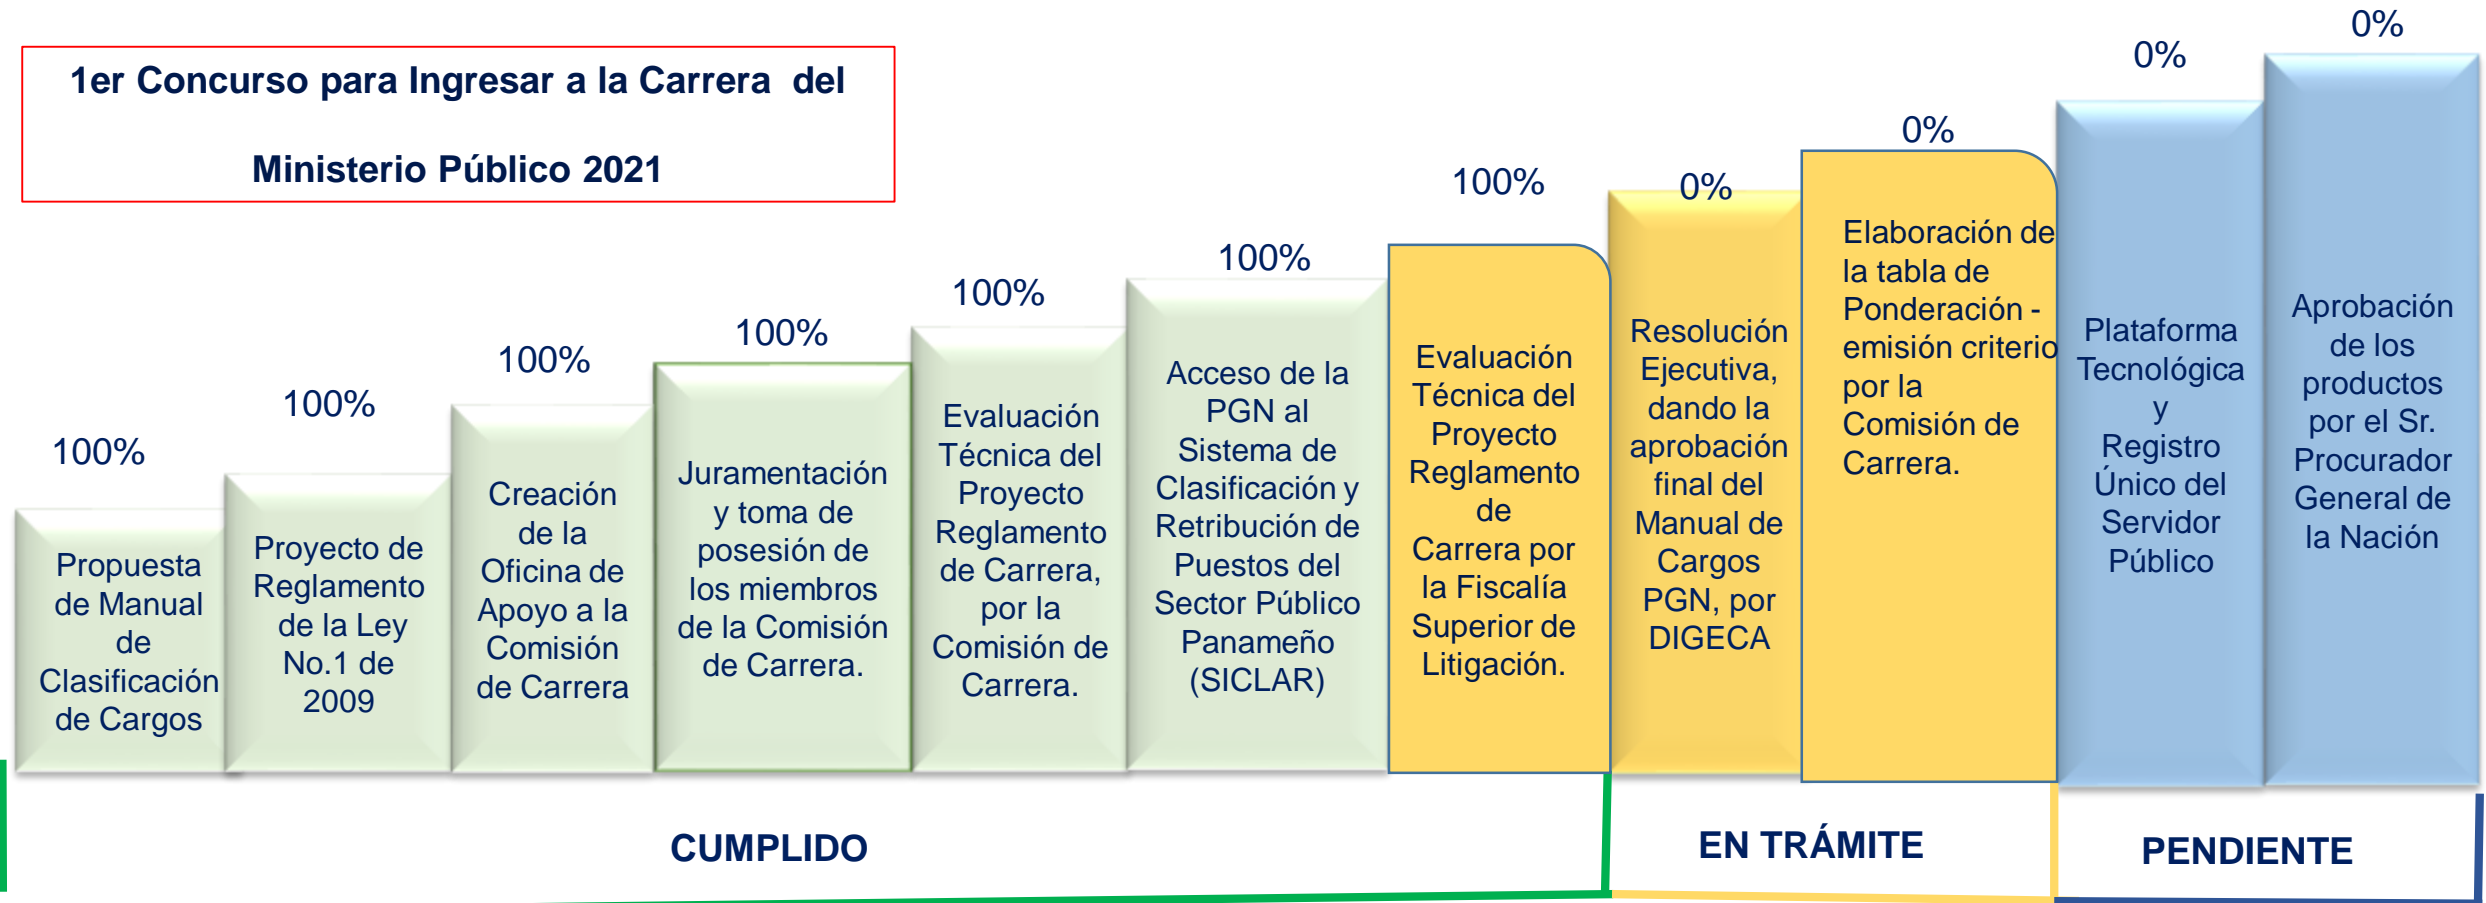 1er Concurso para Ingresar a la Carrera del
Ministerio Público 2021
100%
Propuesta
de Manual
de
Clasificación
de Cargos
100%
Proyecto de
Reglamento
de la Ley
No.1 de
2009
100%
Creación
de la
Oficina de
Apoyo a la
Comisión
de Carrera
100%
Juramentación
y toma de
posesión de
los miembros
de la Comisión
de Carrera.
100%
Evaluación
Técnica del
Proyecto
Reglamento
de Carrera,
por la
Comisión de
Carrera.
100%
Acceso de la
PGN al
Sistema de
Clasificación y
Retribución de
Puestos del
Sector Público
Panameño
(SICLAR)
100%
Evaluación
Técnica del
Proyecto
Reglamento
de
Carrera por
la Fiscalía
Superior de
Litigación.
0%
Resolución
Ejecutiva,
dando la
aprobación
final del
Manual de
Cargos
PGN, por
DIGECA
0%
Elaboración de
la tabla de
Ponderación -
emisión criterio
por la
Comisión de
Carrera.
0%
Plataforma
Tecnológica
y
Registro
Único del
Servidor
Público
0%
Aprobación
de los
productos
por el Sr.
Procurador
General de
la Nación
CUMPLIDO
EN TRÁMITE
PENDIENTE